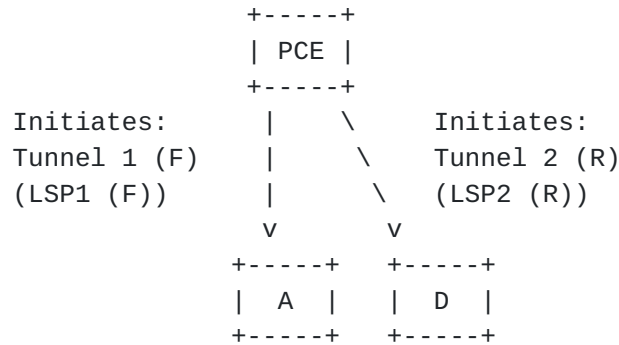 +-----+
| PCE |
+-----+
Initiates: | \ Initiates:
Tunnel 1 (F) | \ Tunnel 2 (R)
(LSP1 (F)) | \ (LSP2 (R))
v v
+-----+ +-----+
| A | | D |
+-----+ +-----+